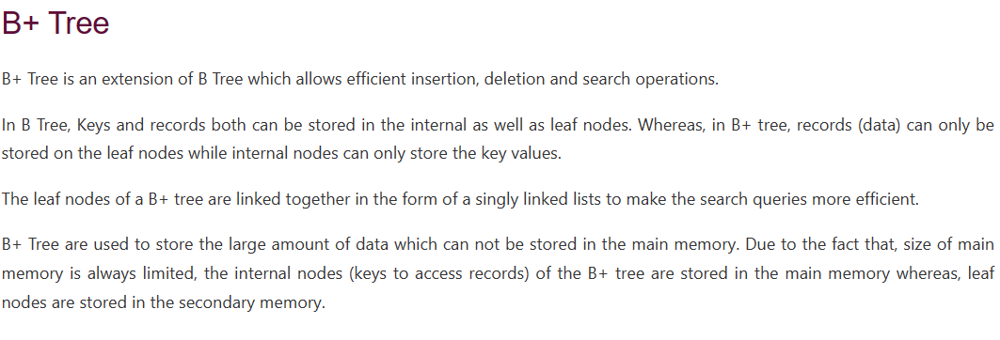 B+ Tree
B+ Tree is an extension of B Tree which allows efficient insertion, deletion and search operations.
In B Tree, Keys and records both can be stored in the internal as well as leaf nodes. Whereas, in B+ tree, records (data) can only be
stored on the leaf nodes while internal nodes can only store the key values.
The leaf nodes of a B+ tree are linked together in the form of a singly linked lists to make the search queries more efficient.
B+ Tree are used to store the large amount of data which can not be stored in the main memory. Due to the fact that, size of main
memory is always limited, the internal nodes (keys to access records) of the B+ tree are stored in the main memory whereas, leaf
nodes are stored in the secondary memory.